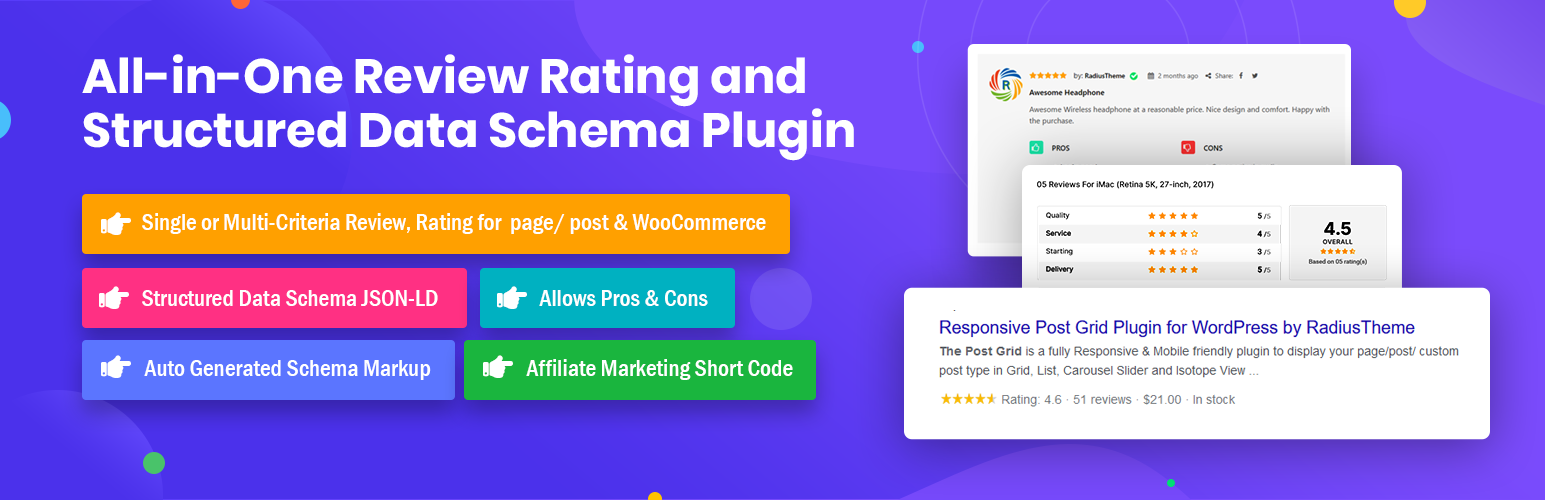 All-in-One Review Rating and
Structured Data Schema Plugin
Single or Multi-Criteria Review, Rating for page/ post & WooCommerce
Structured Data Schema JSON-LD
Allows Pros & Cons
Auto Generated Schema Markup
Affiliate Marketing Short Code
R
by: RadiusTheme 2 months ago Share:
Awesome Headphone
Awesome Wireless headphone at a reasonable price. Nice design and comfort. Happy with
the purchase.
PROS CONS
05 Reviews For iMac (Retina 5K, 27-inch, 2017)
Quality 5 /5
Service 4 /5
Starting 3 /5
Delivery 5 /5
4.5
OVERALL
Based on 05 rating(s)
Responsive Post Grid Plugin for WordPress by RadiusTheme
The Post Grid is a fully Responsive & Mobile friendly plugin to display your page/post/ custom
post type in Grid, List, Carousel Slider and Isotope View ...
Rating: 4.6 · 51 reviews · $21.00 · In stock